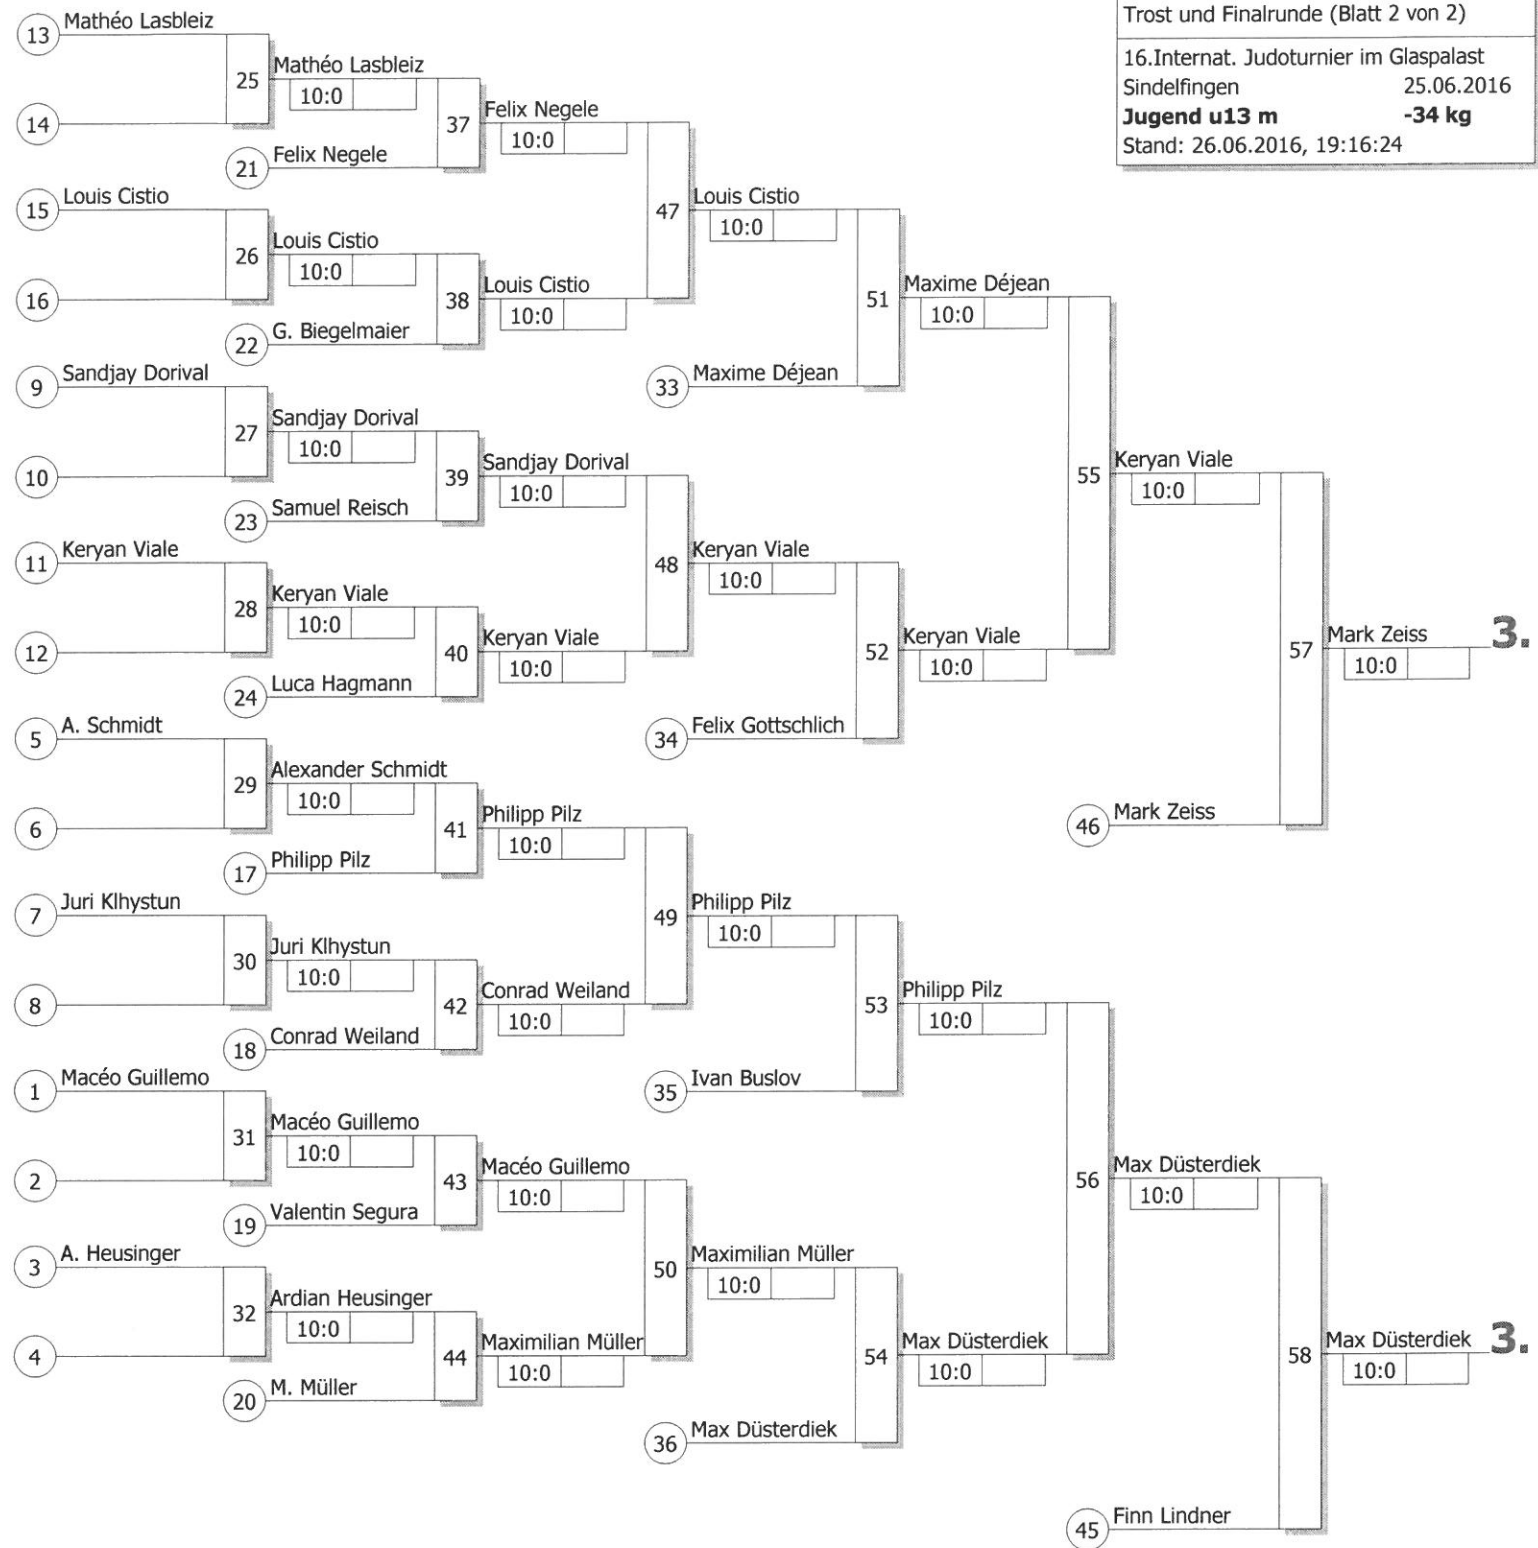 Trost und Finalrunde (Blatt 2 von 2)
16.Internat. Judoturnier im Glaspalast
Sindelfingen 25.06.2016
Jugend u13 m -34 kg
Stand: 26.06.2016, 19:16:24
13 Mathéo Lasbleiz
14
25
Mathéo Lasbleiz
10:0
21 Felix Negele
37
Felix Negele
10:0
15 Louis Cistio
16
26
Louis Cistio
10:0
22 G. Biegelmaier
38
Louis Cistio
10:0
47
Louis Cistio
10:0
33 Maxime Déjean
51
Maxime Déjean
10:0
9 Sandjay Dorival
10
27
Sandjay Dorival
10:0
23 Samuel Reisch
39
Sandjay Dorival
10:0
11 Keryan Viale
12
28
Keryan Viale
10:0
24 Luca Hagmann
40
Keryan Viale
10:0
48
Keryan Viale
10:0
34 Felix Gottschlich
52
Keryan Viale
10:0
55
Keryan Viale
10:0
46 Mark Zeiss
57
Mark Zeiss
10:0
3.
5 A. Schmidt
6
29
Alexander Schmidt
10:0
17 Philipp Pilz
41
Philipp Pilz
10:0
7 Juri Klhystun
8
30
Juri Klhystun
10:0
18 Conrad Weiland
42
Conrad Weiland
10:0
49
Philipp Pilz
10:0
35 Ivan Buslov
53
Philipp Pilz
10:0
1 Macéo Guillemo
2
31
Macéo Guillemo
10:0
19 Valentin Segura
43
Macéo Guillemo
10:0
3 A. Heusinger
4
32
Ardian Heusinger
10:0
20 M. Müller
44
Maximilian Müller
10:0
50
Maximilian Müller
10:0
36 Max Düsterdiek
54
Max Düsterdiek
10:0
56
Max Düsterdiek
10:0
45 Finn Lindner
58
Max Düsterdiek
10:0
3.